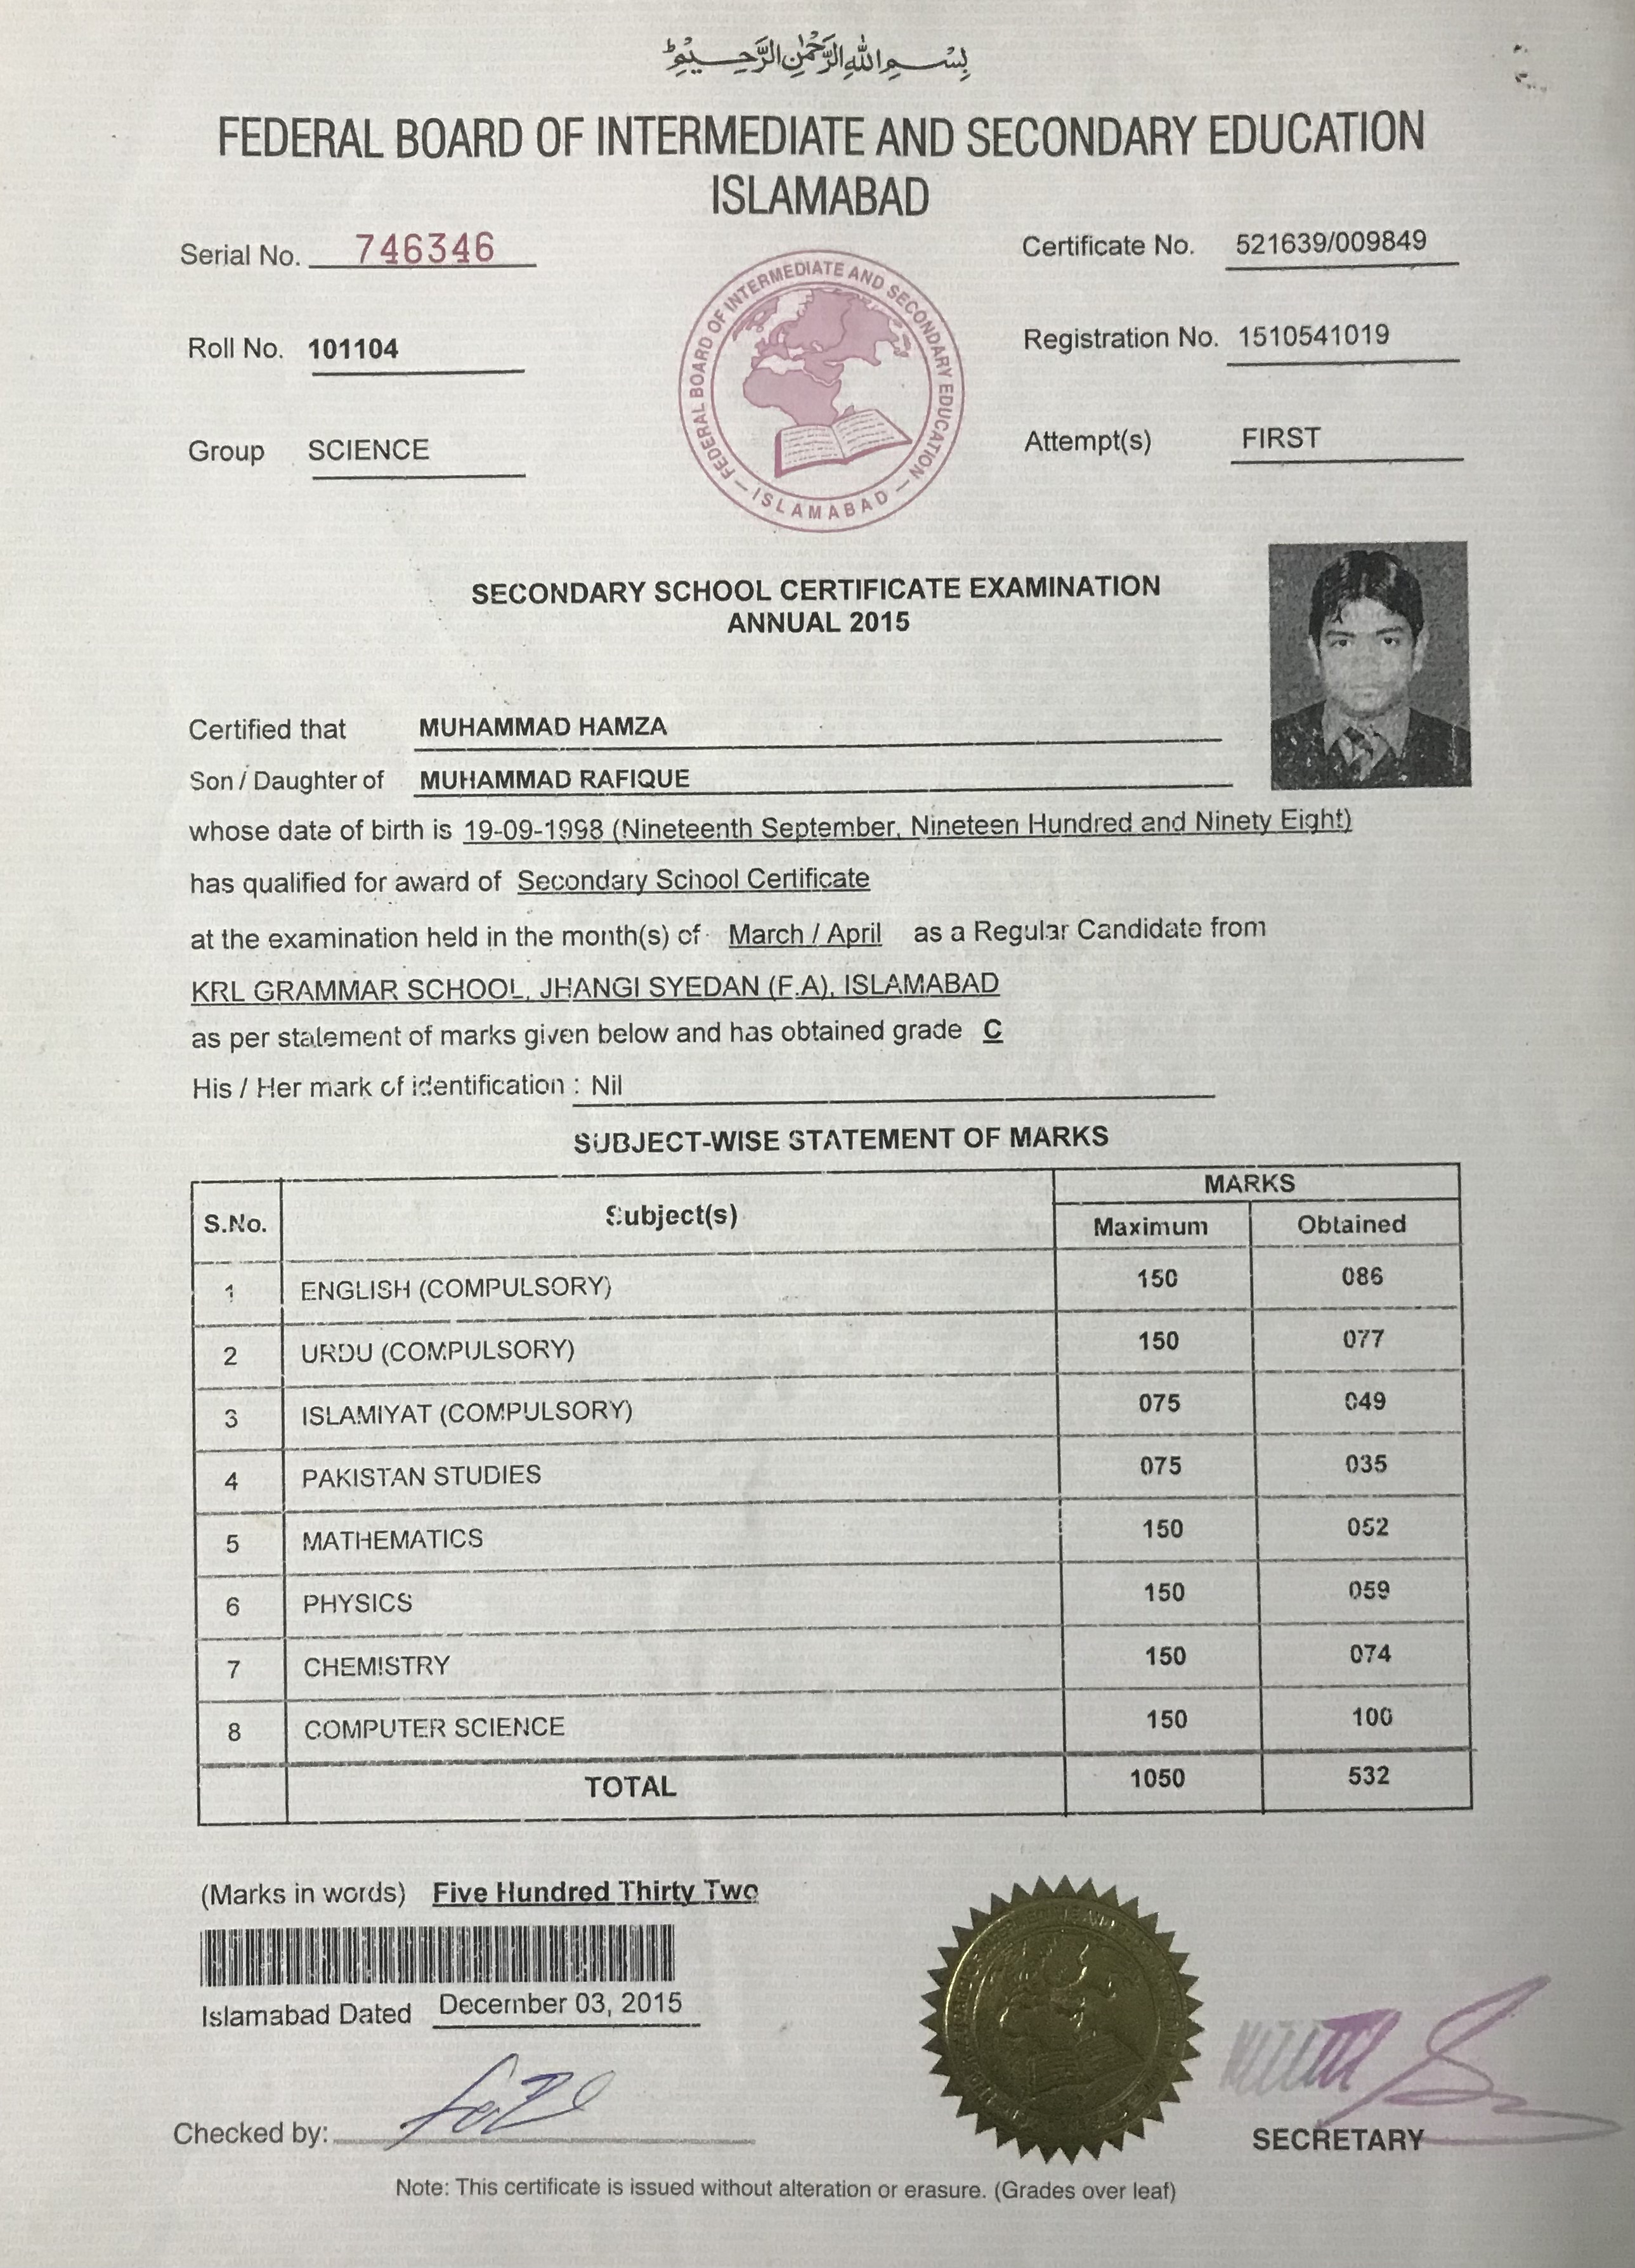 بِسْمِ اللهِ الرَّحْمٰنِ الرَّحِيْمِ
FEDERAL BOARD OF INTERMEDIATE AND SECONDARY EDUCATION
ISLAMABAD
Serial No. 746346
Certificate No. 521639/009849
Roll No. 101104
Registration No. 1510541019
Group SCIENCE
Attempt(s) FIRST
FEDERAL BOARD OF INTERMEDIATE AND SECONDARY EDUCATION
— ISLAMABAD —
SECONDARY SCHOOL CERTIFICATE EXAMINATION
ANNUAL 2015
Certified that MUHAMMAD HAMZA
Son / Daughter of MUHAMMAD RAFIQUE
whose date of birth is 19-09-1998 (Nineteenth September, Nineteen Hundred and Ninety Eight)
has qualified for award of Secondary School Certificate
at the examination held in the month(s) of March / April as a Regular Candidate from
KRL GRAMMAR SCHOOL, JHANGI SYEDAN (F.A), ISLAMABAD
as per statement of marks given below and has obtained grade C
His / Her mark of identification : Nil
SUBJECT-WISE STATEMENT OF MARKS
S.No. Subject(s) MARKS
Maximum Obtained
1 ENGLISH (COMPULSORY) 150 086
2 URDU (COMPULSORY) 150 077
3 ISLAMIYAT (COMPULSORY) 075 049
4 PAKISTAN STUDIES 075 035
5 MATHEMATICS 150 052
6 PHYSICS 150 059
7 CHEMISTRY 150 074
8 COMPUTER SCIENCE 150 100
TOTAL 1050 532
(Marks in words) Five Hundred Thirty Two
Islamabad Dated December 03, 2015
Checked by:
SECRETARY
Note: This certificate is issued without alteration or erasure. (Grades over leaf)